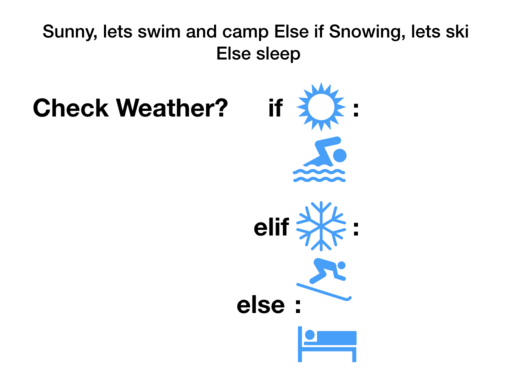 Sunny, lets swim and camp Else if Snowing, lets ski
Else sleep
Check Weather? if :
elif :
else :